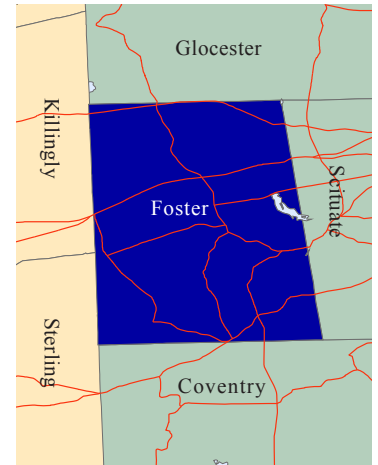 Glocester
Killingly
Foster
Scituate
Sterling
Coventry